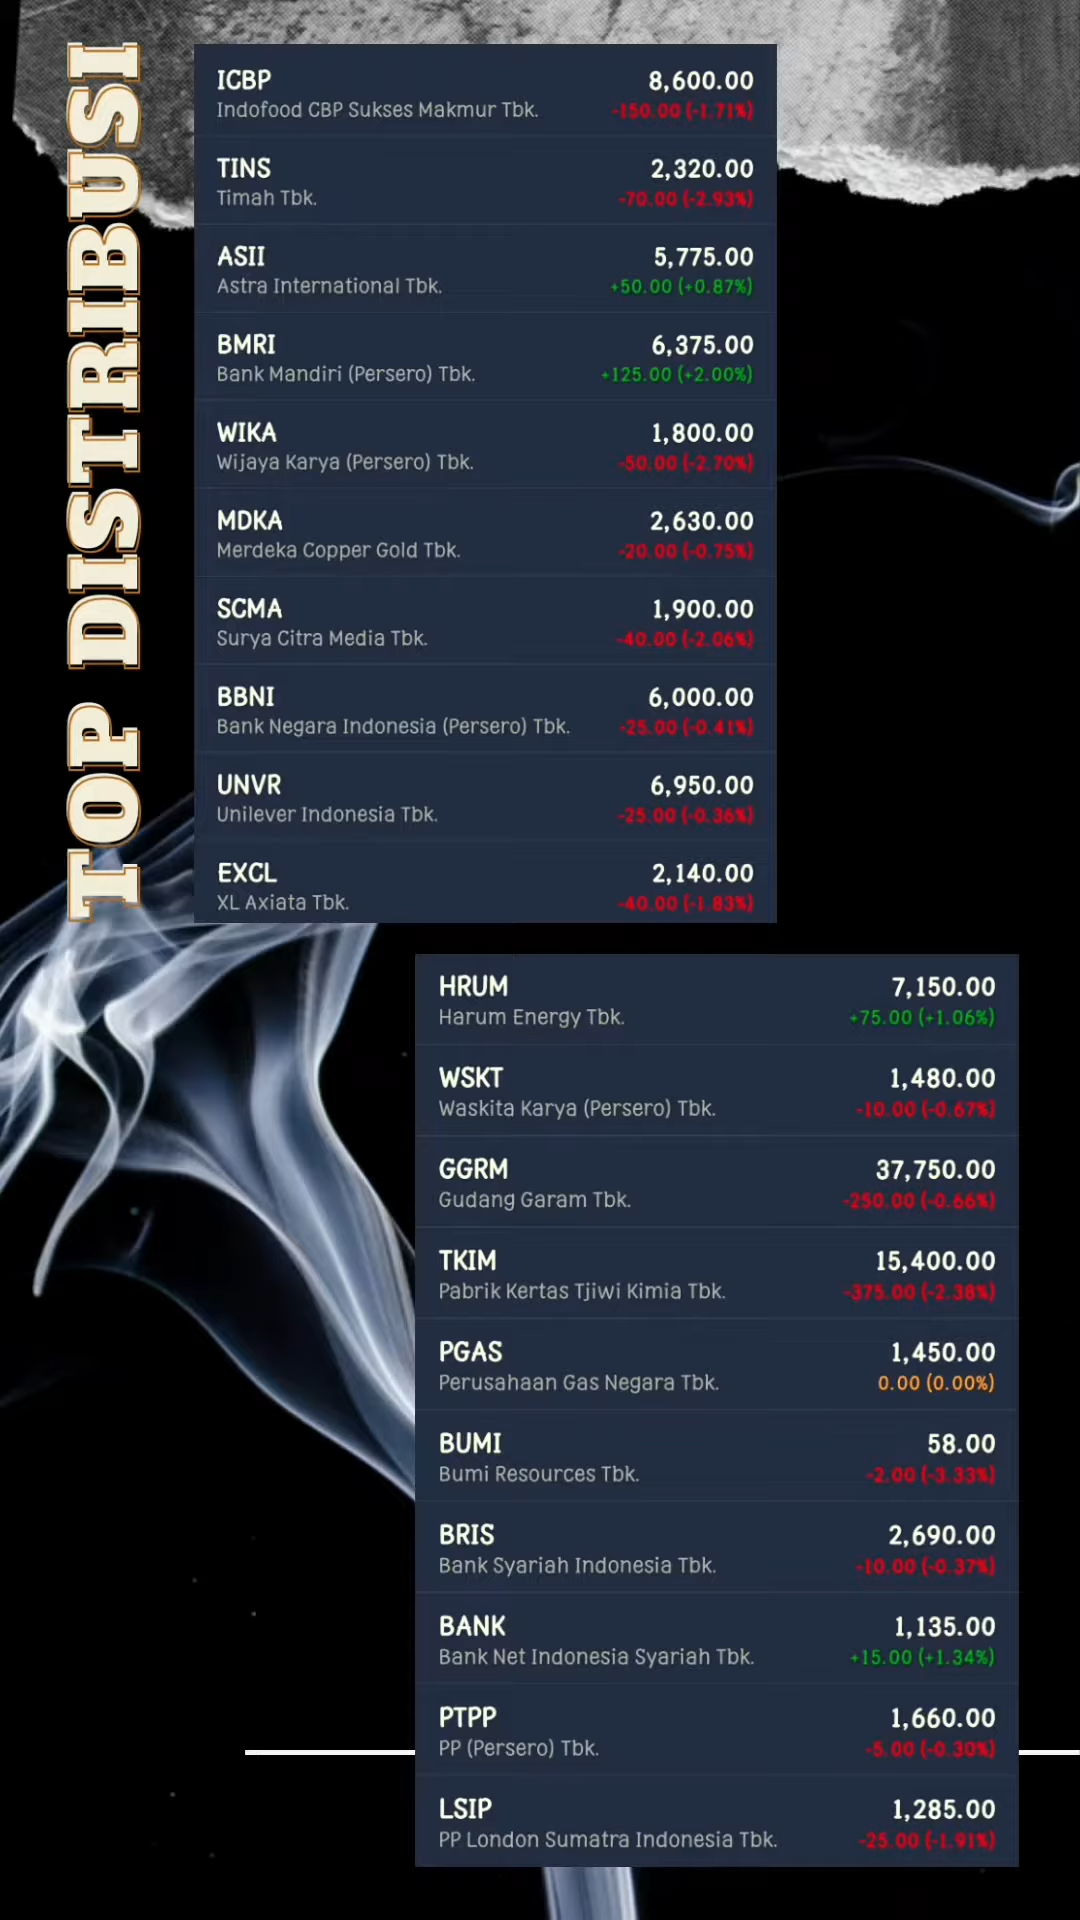 TOP DISTRIBUSI
ICBP 8,600.00
Indofood CBP Sukses Makmur Tbk. -150.00 (-1.71%)
TINS 2,320.00
Timah Tbk. -70.00 (-2.93%)
ASII 5,775.00
Astra International Tbk. +50.00 (+0.87%)
BMRI 6,375.00
Bank Mandiri (Persero) Tbk. +125.00 (+2.00%)
WIKA 1,800.00
Wijaya Karya (Persero) Tbk. -50.00 (-2.70%)
MDKA 2,630.00
Merdeka Copper Gold Tbk. -20.00 (-0.75%)
SCMA 1,900.00
Surya Citra Media Tbk. -40.00 (-2.06%)
BBNI 6,000.00
Bank Negara Indonesia (Persero) Tbk. -25.00 (-0.41%)
UNVR 6,950.00
Unilever Indonesia Tbk. -25.00 (-0.36%)
EXCL 2,140.00
XL Axiata Tbk. -40.00 (-1.83%)
HRUM 7,150.00
Harum Energy Tbk. +75.00 (+1.06%)
WSKT 1,480.00
Waskita Karya (Persero) Tbk. -10.00 (-0.67%)
GGRM 37,750.00
Gudang Garam Tbk. -250.00 (-0.66%)
TKIM 15,400.00
Pabrik Kertas Tjiwi Kimia Tbk. -375.00 (-2.38%)
PGAS 1,450.00
Perusahaan Gas Negara Tbk. 0.00 (0.00%)
BUMI 58.00
Bumi Resources Tbk. -2.00 (-3.33%)
BRIS 2,690.00
Bank Syariah Indonesia Tbk. -10.00 (-0.37%)
BANK 1,135.00
Bank Net Indonesia Syariah Tbk. +15.00 (+1.34%)
PTPP 1,660.00
PP (Persero) Tbk. -5.00 (-0.30%)
LSIP 1,285.00
PP London Sumatra Indonesia Tbk. -25.00 (-1.91%)